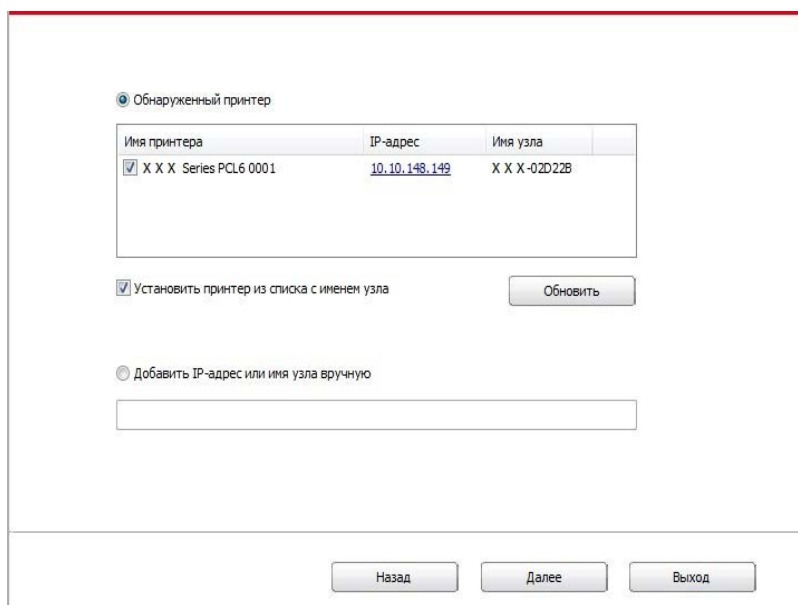 Обнаруженный принтер
Имя принтера IP-адрес Имя узла
X X X Series PCL6 0001 10.10.148.149 X X X-02D22B
Установить принтер из списка с именем узла Обновить
Добавить IP-адрес или имя узла вручную
Назад Далее Выход